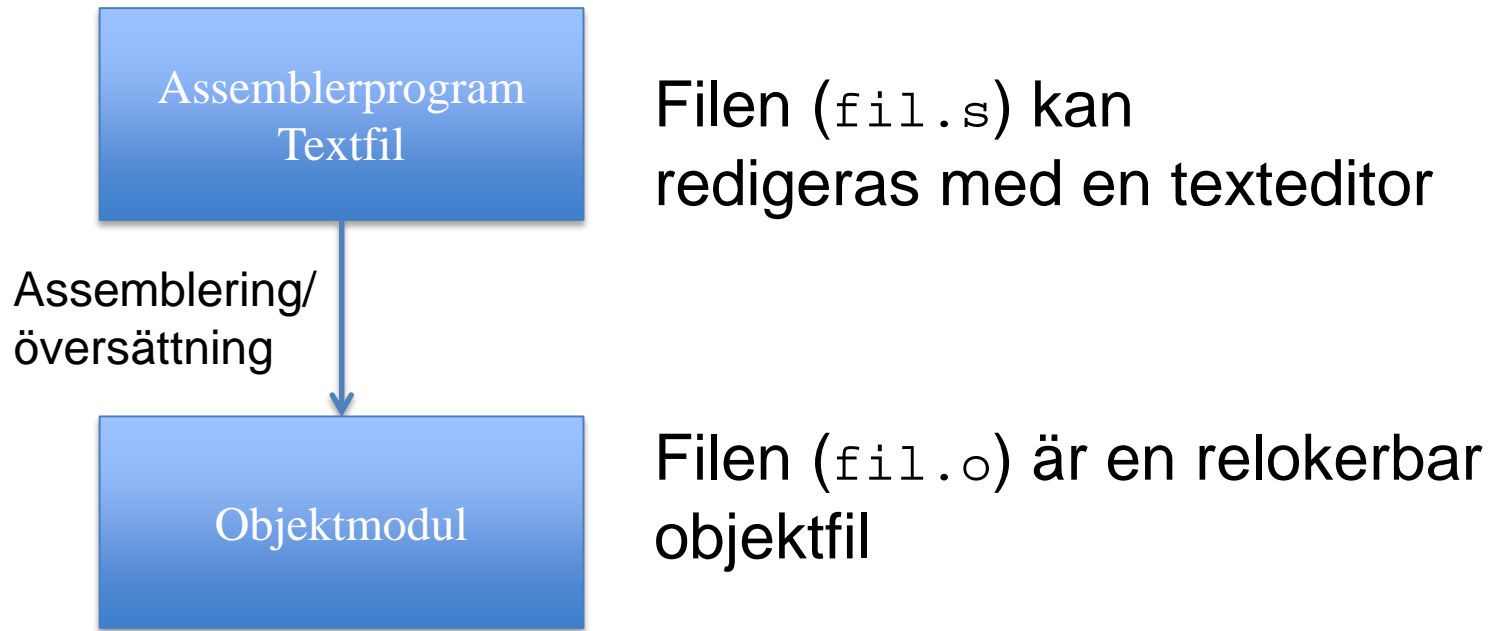 Assemblerprogram
Textfil
Filen (fil.s) kan
redigeras med en texteditor
Assemblering/
översättning
Objektmodul
Filen (fil.o) är en relokerbar
objektfil